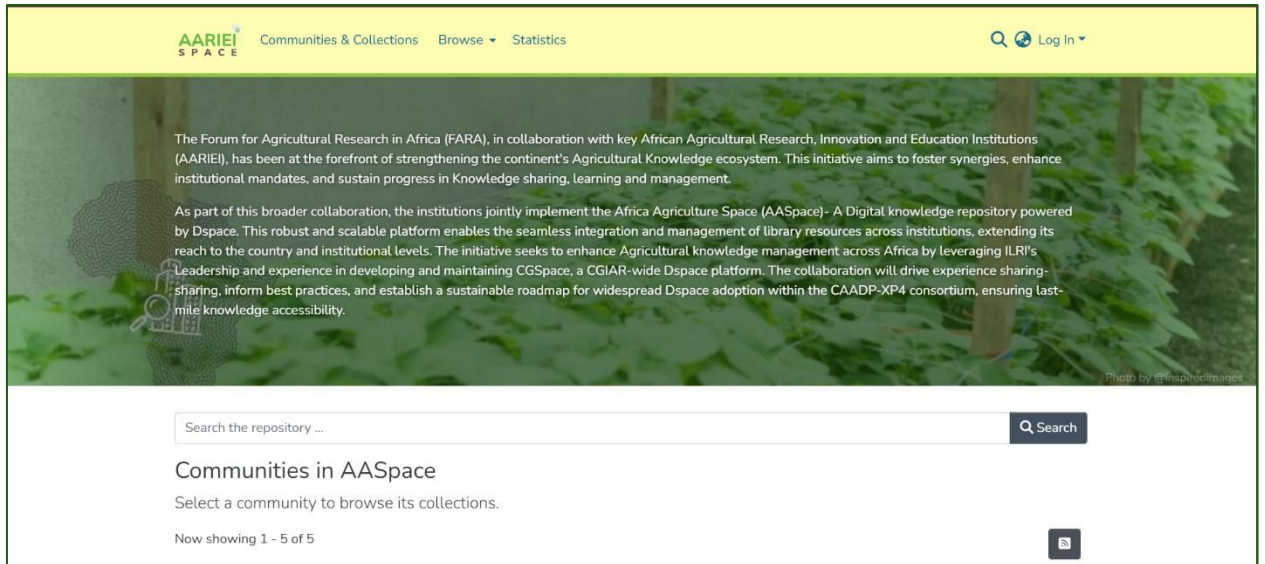 AARIEI
SPACE
Communities & Collections Browse Statistics Log In
The Forum for Agricultural Research in Africa (FARA), in collaboration with key African Agricultural Research, Innovation and Education Institutions
(AARIEI), has been at the forefront of strengthening the continent's Agricultural Knowledge ecosystem. This initiative aims to foster synergies, enhance
institutional mandates, and sustain progress in Knowledge sharing, learning and management.
As part of this broader collaboration, the institutions jointly implement the Africa Agriculture Space (AASpace)- A Digital knowledge repository powered
by Dspace. This robust and scalable platform enables the seamless integration and management of library resources across institutions, extending its
reach to the country and institutional levels. The initiative seeks to enhance Agricultural knowledge management across Africa by leveraging ILRI's
Leadership and experience in developing and maintaining CGSpace, a CGIAR-wide Dspace platform. The collaboration will drive experience sharing-
sharing, inform best practices, and establish a sustainable roadmap for widespread Dspace adoption within the CAADP-XP4 consortium, ensuring last-
mile knowledge accessibility.
Photo by @inspiredimages
Search the repository ... Search
Communities in AASpace
Select a community to browse its collections.
Now showing 1 - 5 of 5